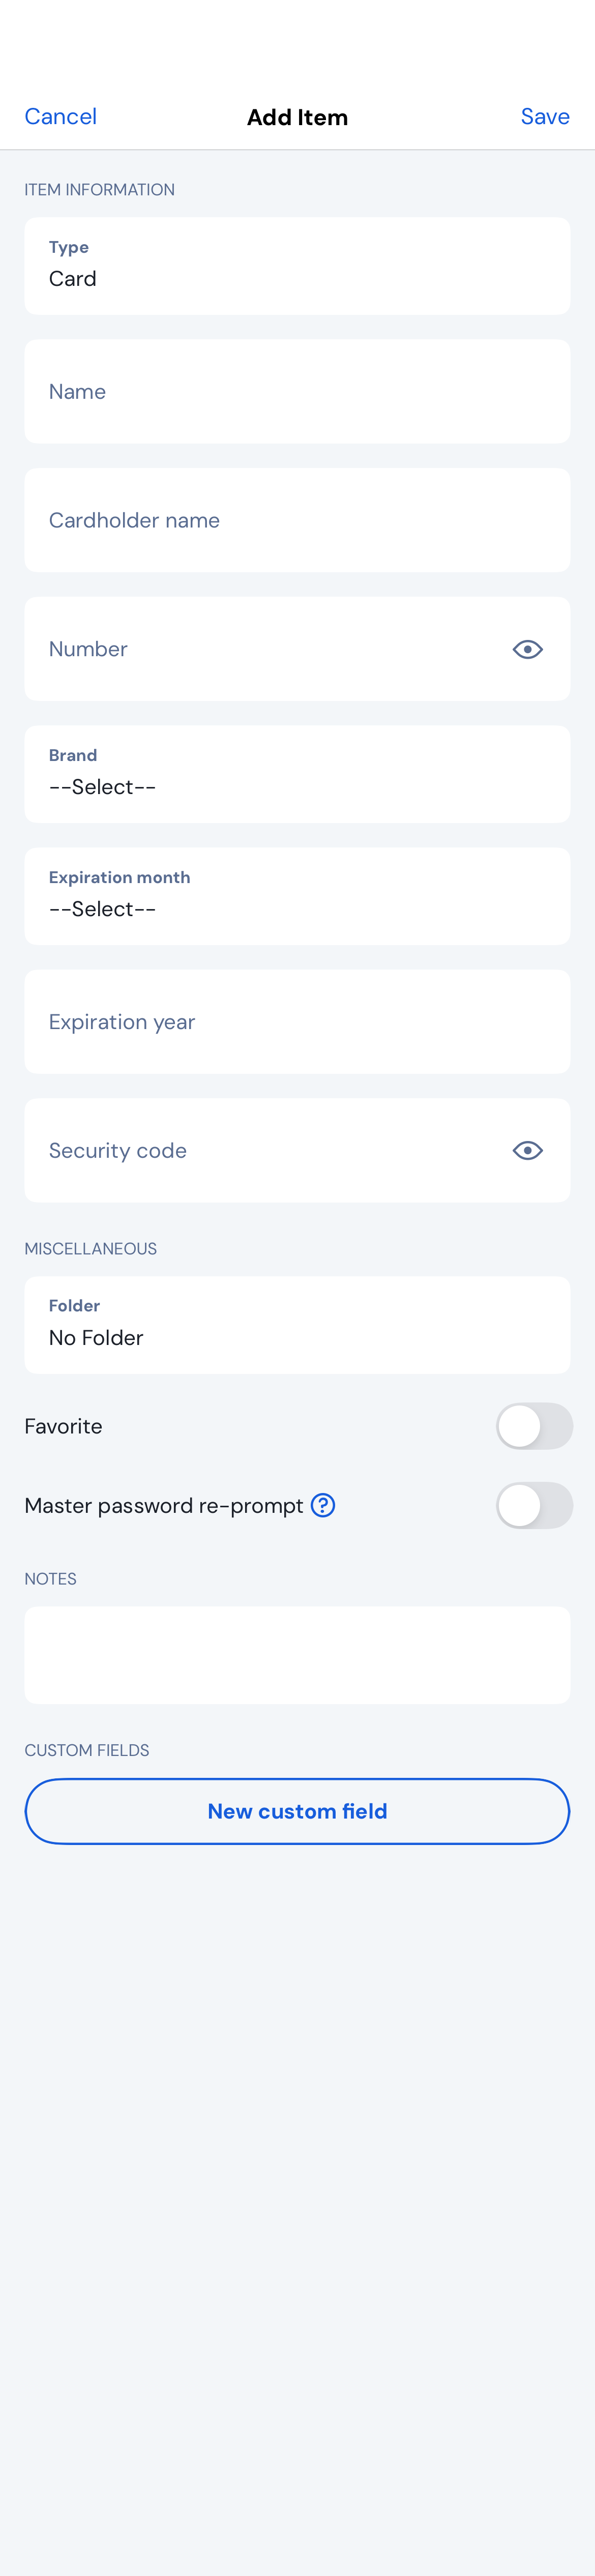 Cancel Add Item Save
ITEM INFORMATION
Type
Card
Name
Cardholder name
Number
Brand
--Select--
Expiration month
--Select--
Expiration year
Security code
MISCELLANEOUS
Folder
No Folder
Favorite
Master password re-prompt ?
NOTES
CUSTOM FIELDS
New custom field